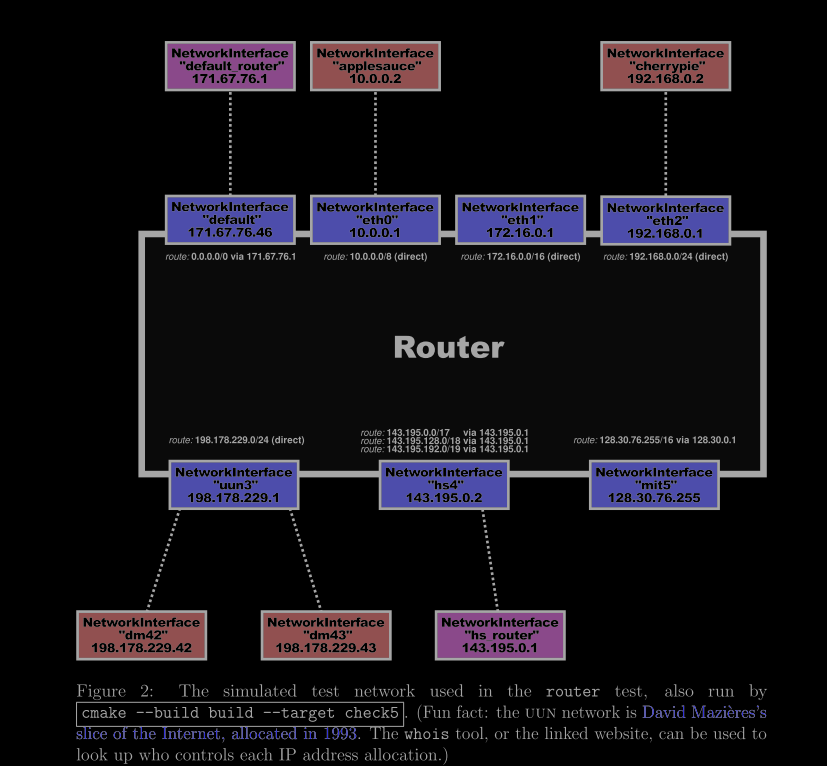 NetworkInterface
"default_router"
171.67.76.1
NetworkInterface
"applesauce"
10.0.0.2
NetworkInterface
"cherrypie"
192.168.0.2
NetworkInterface
"default"
171.67.76.46
NetworkInterface
"eth0"
10.0.0.1
NetworkInterface
"eth1"
172.16.0.1
NetworkInterface
"eth2"
192.168.0.1
route: 0.0.0.0/0 via 171.67.76.1
route: 10.0.0.0/8 (direct)
route: 172.16.0.0/16 (direct)
route: 192.168.0.0/24 (direct)
Router
route: 198.178.229.0/24 (direct)
route: 143.195.0.0/17 via 143.195.0.1
route: 143.195.128.0/18 via 143.195.0.1
route: 143.195.192.0/19 via 143.195.0.1
route: 128.30.76.255/16 via 128.30.0.1
NetworkInterface
"uun3"
198.178.229.1
NetworkInterface
"hs4"
143.195.0.2
NetworkInterface
"mit5"
128.30.76.255
NetworkInterface
"dm42"
198.178.229.42
NetworkInterface
"dm43"
198.178.229.43
NetworkInterface
"hs_router"
143.195.0.1
Figure 2: The simulated test network used in the router test, also run by
cmake --build build --target check5. (Fun fact: the UUN network is David Mazières's
slice of the Internet, allocated in 1993. The whois tool, or the linked website, can be used to
look up who controls each IP address allocation.)